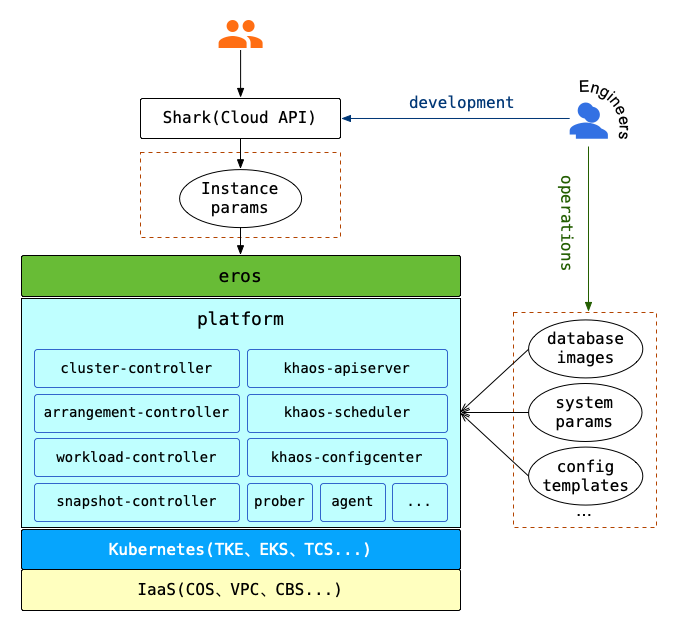 Engineers
development
Shark(Cloud API)
operations
Instance
params
eros
platform
cluster-controller
khaos-apiserver
arrangement-controller
khaos-scheduler
workload-controller
khaos-configcenter
snapshot-controller
prober
agent
...
database
images
system
params
config
templates
...
Kubernetes(TKE、EKS、TCS...)
IaaS(COS、VPC、CBS...)